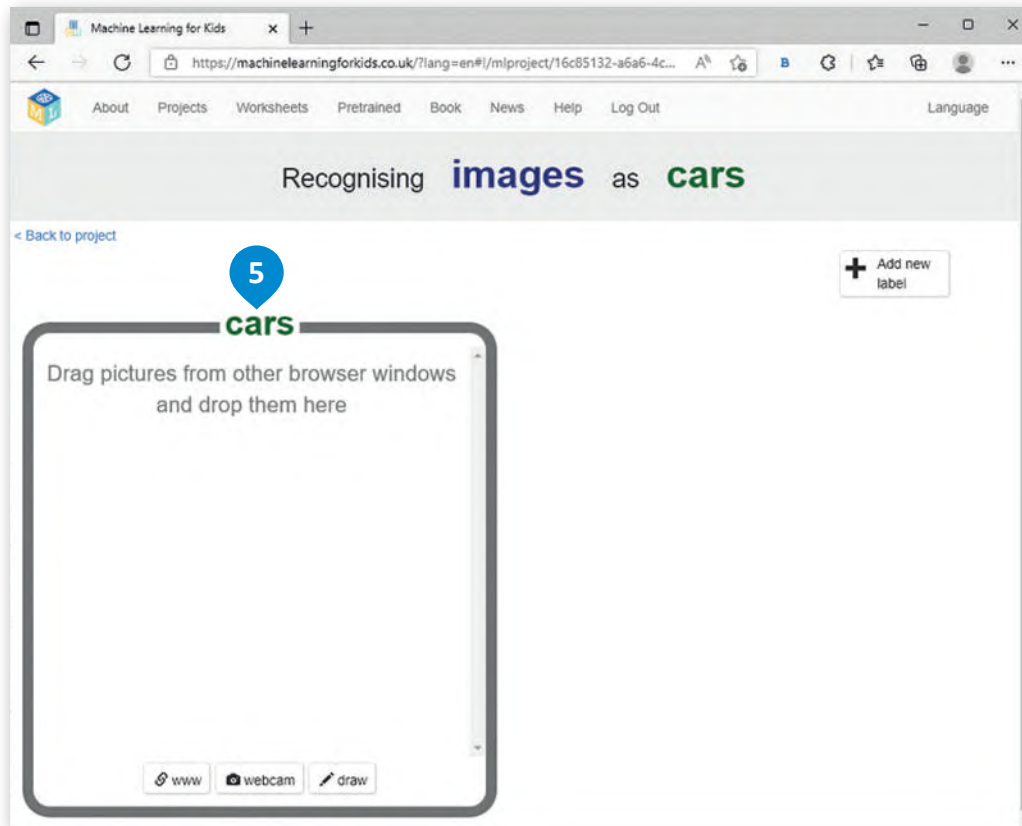 Machine Learning for Kids
https://machinelearningforkids.co.uk/?lang=en#!/mlproject/16c85132-a6a6-4c...
About Projects Worksheets Pretrained Book News Help Log Out Language
Recognising images as cars
< Back to project
Add new
label
5
cars
Drag pictures from other browser windows
and drop them here
www webcam draw